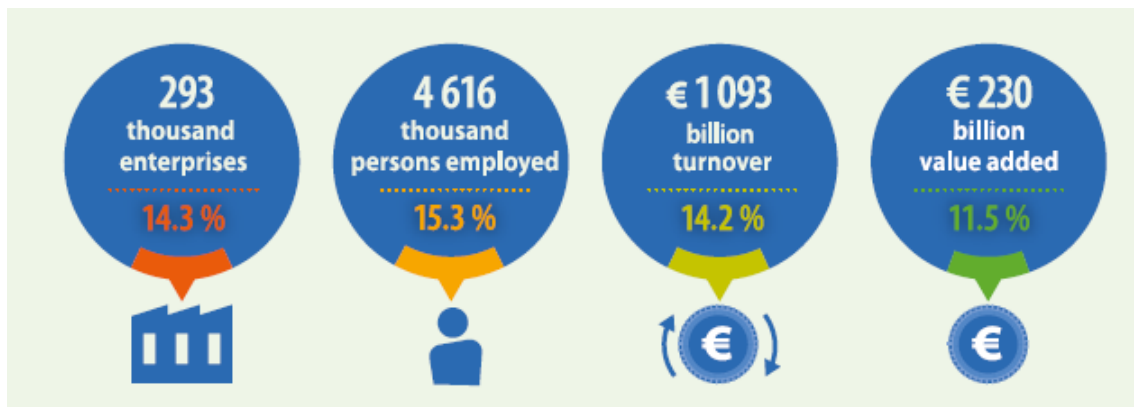 293
thousand
enterprises
14.3 %
4 616
thousand
persons employed
15.3 %
€ 1 093
billion
turnover
14.2 %
€ 230
billion
value added
11.5 %
€
€